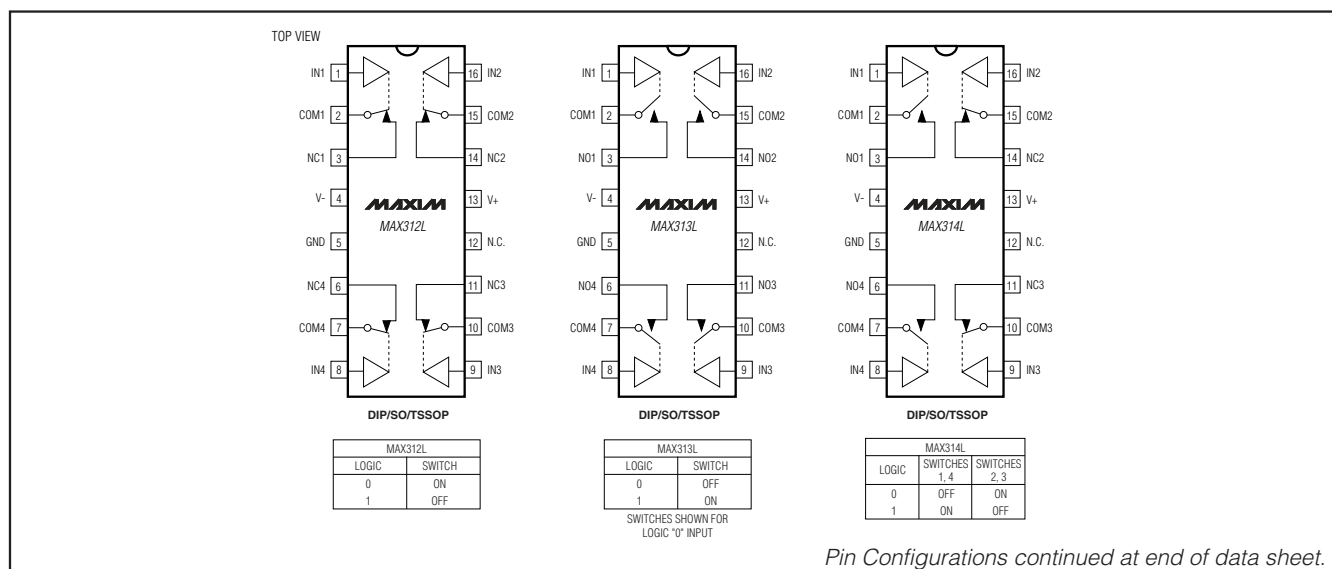 TOP VIEW
IN1 1 16 IN2
COM1 2 15 COM2
NC1 3 14 NC2
V- 4 13 V+
MAXIM
MAX312L
GND 5 12 N.C.
NC4 6 11 NC3
COM4 7 10 COM3
IN4 8 9 IN3
DIP/SO/TSSOP
MAX312L
LOGIC SWITCH
0 ON
1 OFF
IN1 1 16 IN2
COM1 2 15 COM2
NO1 3 14 NO2
V- 4 13 V+
MAXIM
MAX313L
GND 5 12 N.C.
NO4 6 11 NO3
COM4 7 10 COM3
IN4 8 9 IN3
DIP/SO/TSSOP
MAX313L
LOGIC SWITCH
0 OFF
1 ON
SWITCHES SHOWN FOR
LOGIC "0" INPUT
IN1 1 16 IN2
COM1 2 15 COM2
NO1 3 14 NC2
V- 4 13 V+
MAXIM
MAX314L
GND 5 12 N.C.
NO4 6 11 NC3
COM4 7 10 COM3
IN4 8 9 IN3
DIP/SO/TSSOP
MAX314L
LOGIC SWITCHES 1, 4 SWITCHES 2, 3
0 OFF ON
1 ON OFF
Pin Configurations continued at end of data sheet.